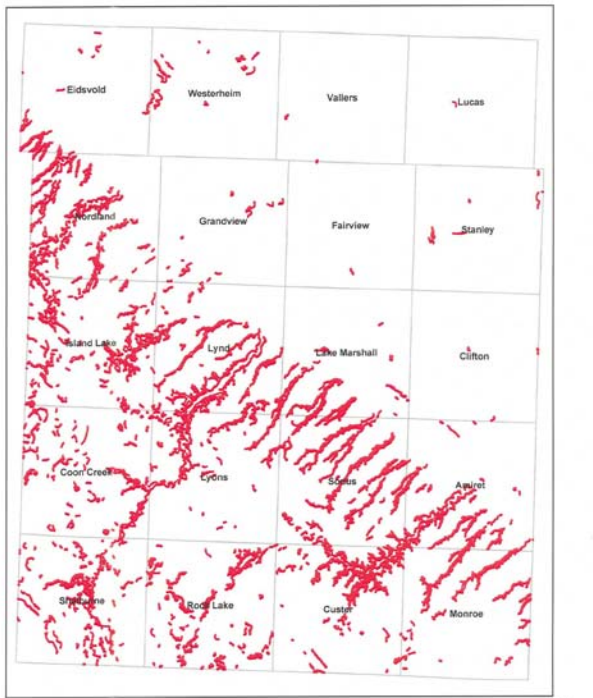 Eidsvold
Westerheim
Vallers
Lucas
Nordland
Grandview
Fairview
Stanley
Island Lake
Lynd
Lake Marshall
Clifton
Coon Creek
Lyons
Sodus
Amiret
Shelburne
Rock Lake
Custer
Monroe